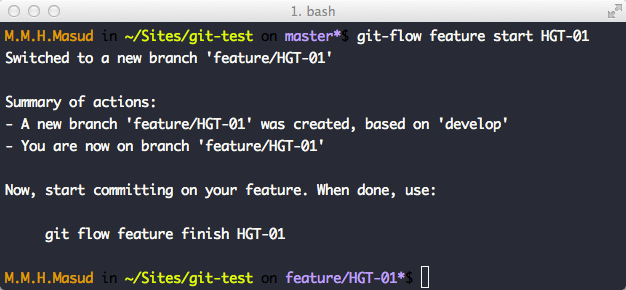 1. bash
M.M.H.Masud in ~/Sites/git-test on master*$ git-flow feature start HGT-01
Switched to a new branch 'feature/HGT-01'
Summary of actions:
- A new branch 'feature/HGT-01' was created, based on 'develop'
- You are now on branch 'feature/HGT-01'
Now, start committing on your feature. When done, use:
git flow feature finish HGT-01
M.M.H.Masud in ~/Sites/git-test on feature/HGT-01*$